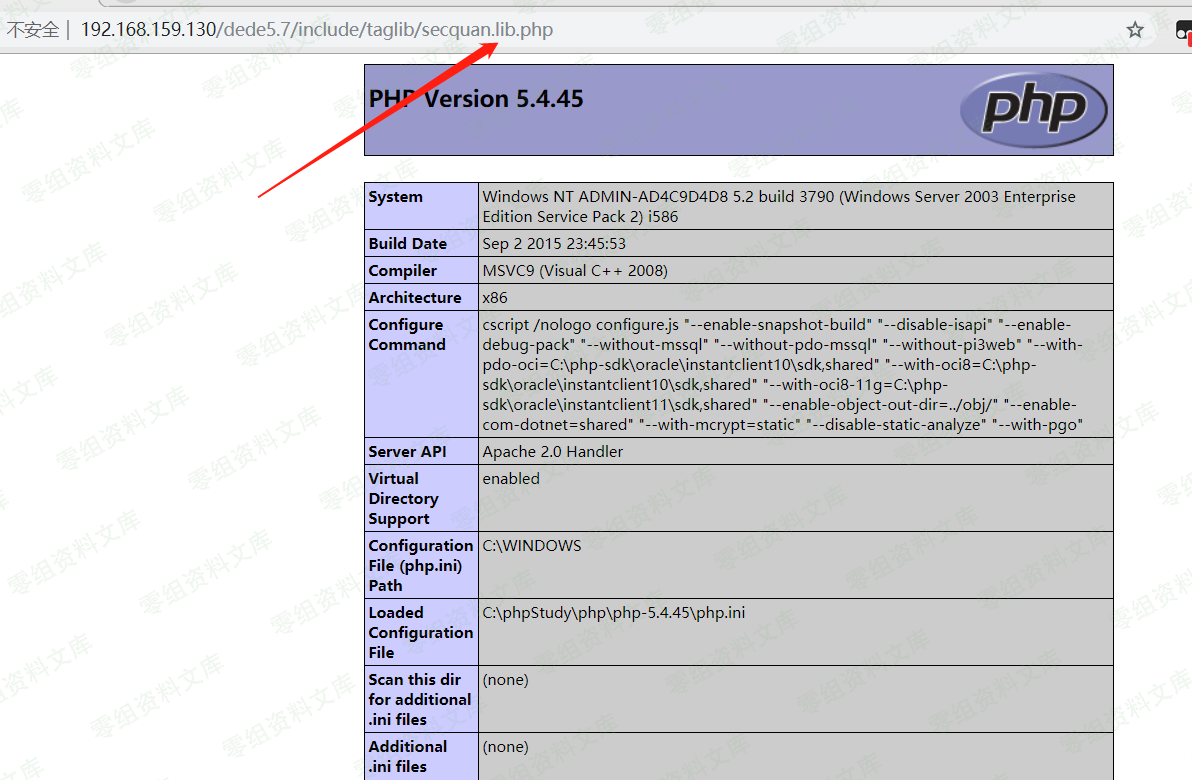 不安全 | 192.168.159.130/dede5.7/include/taglib/secquan.lib.php
PHP Version 5.4.45
php
System
Windows NT ADMIN-AD4C9D4D8 5.2 build 3790 (Windows Server 2003 Enterprise
Edition Service Pack 2) i586
Build Date
Sep 2 2015 23:45:53
Compiler
MSVC9 (Visual C++ 2008)
Architecture
x86
Configure
Command
cscript /nologo configure.js "--enable-snapshot-build" "--disable-isapi" "--enable-
debug-pack" "--without-mssql" "--without-pdo-mssql" "--without-pi3web" "--with-
pdo-oci=C:\php-sdk\oracle\instantclient10\sdk,shared" "--with-oci8=C:\php-
sdk\oracle\instantclient10\sdk,shared" "--with-oci8-11g=C:\php-
sdk\oracle\instantclient11\sdk,shared" "--enable-object-out-dir=../obj/" "--enable-
com-dotnet=shared" "--with-mcrypt=static" "--disable-static-analyze" "--with-pgo"
Server API
Apache 2.0 Handler
Virtual
Directory
Support
enabled
Configuration
File (php.ini)
Path
C:\WINDOWS
Loaded
Configuration
File
C:\phpStudy\php\php-5.4.45\php.ini
Scan this dir
for additional
.ini files
(none)
Additional
.ini files
(none)
零组资料文库